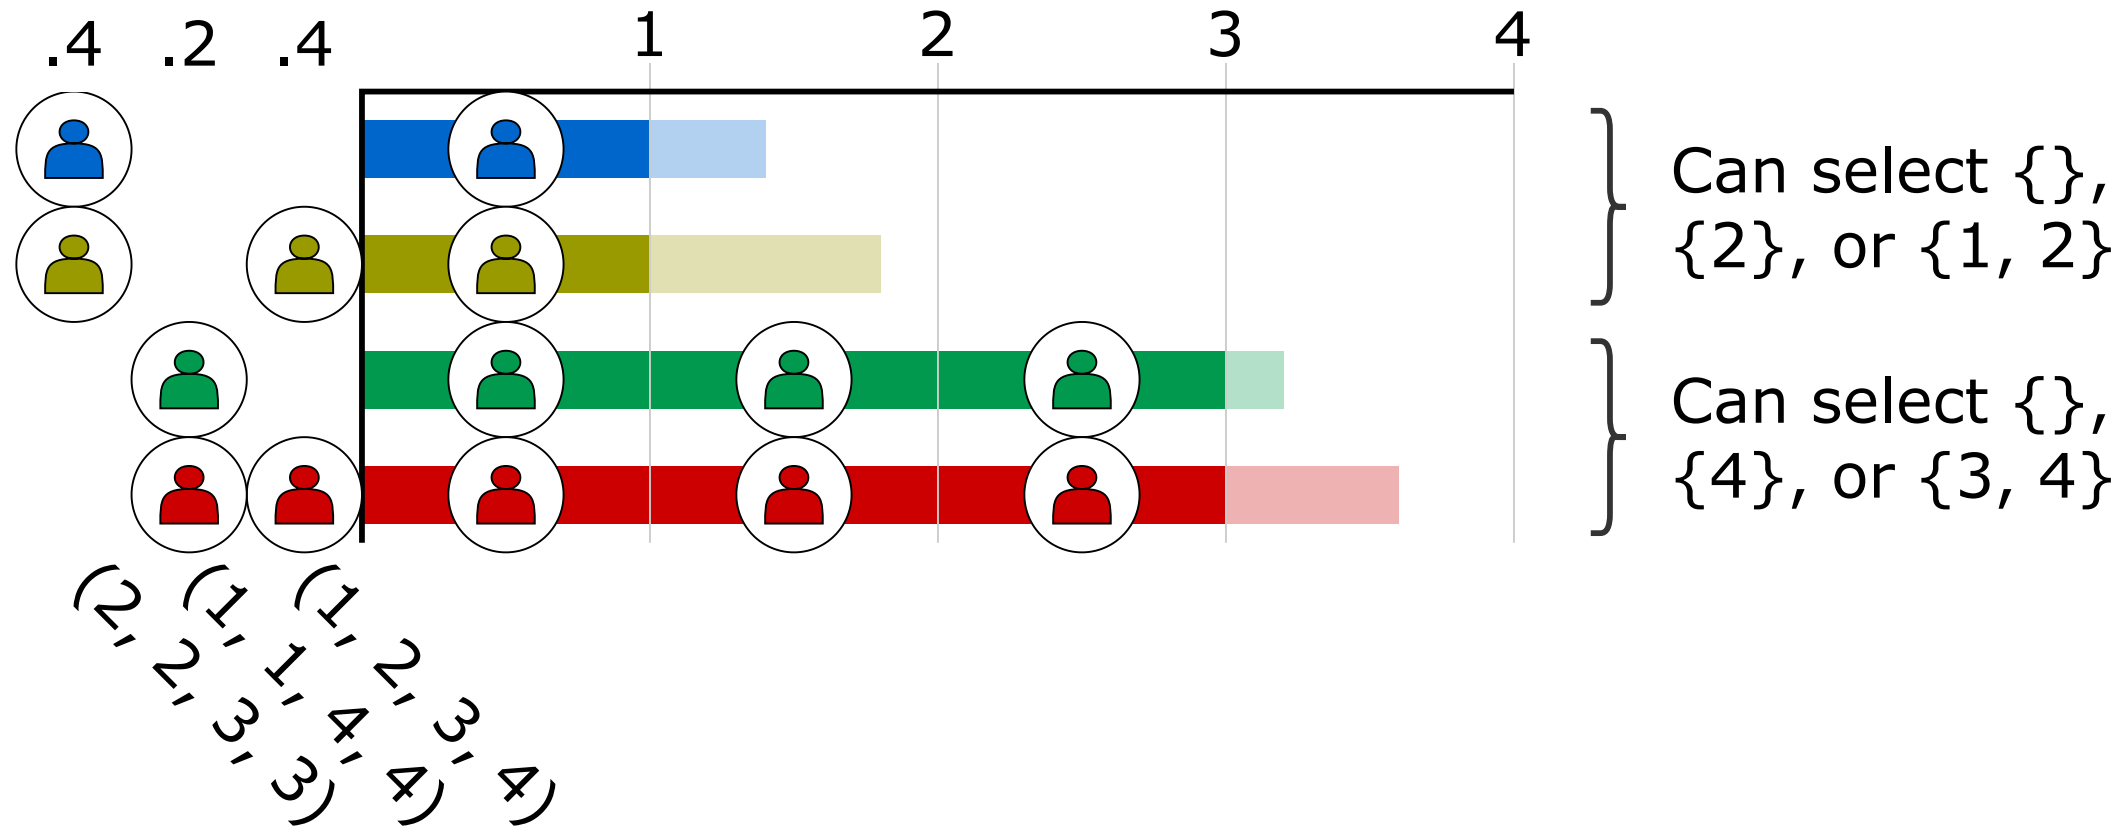 .4 .2 .4 1 2 3 4
Can select {},
{2}, or {1, 2}
Can select {},
{4}, or {3, 4}
(2, 2, 3, 3)
(1, 1, 4, 4)
(1, 2, 3, 4)